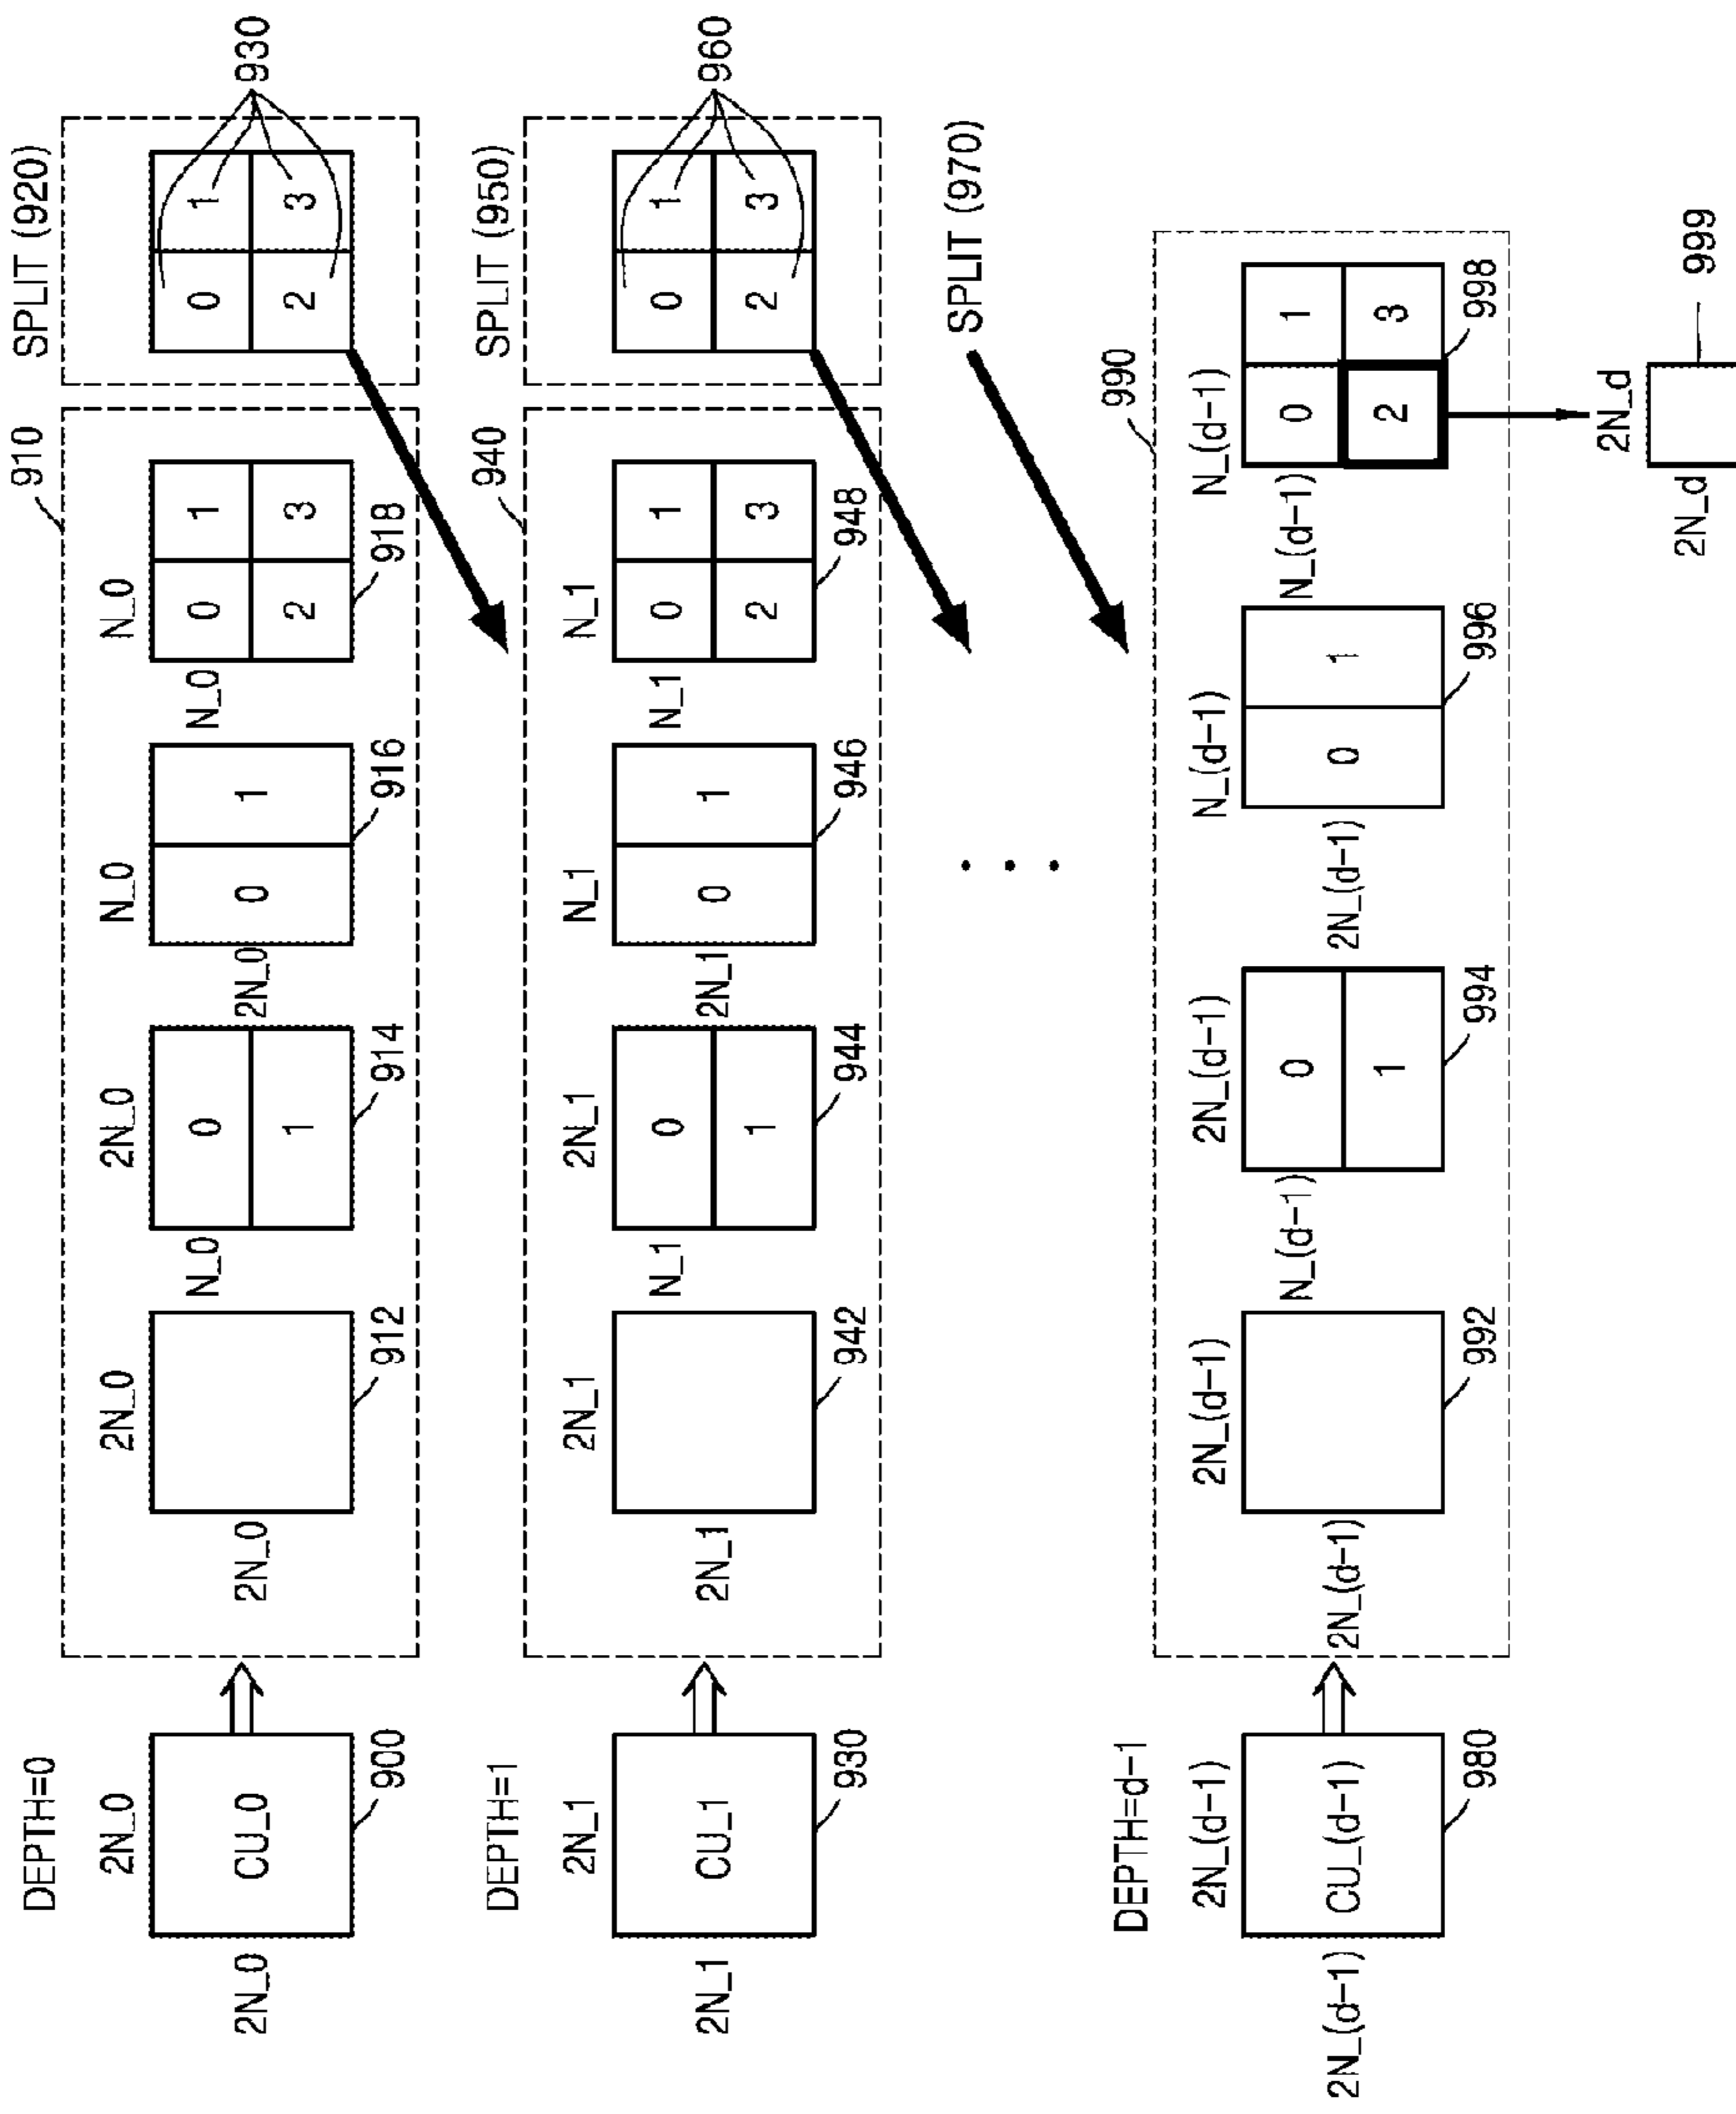 DEPTH=0
2N_0
2N_0
CU_0
900
910
2N_0
2N_0
912
2N_0
N_0
0
1
914
N_0
2N_0
0 1
916
N_0
N_0
0 1
2 3
918
SPLIT (920)
0 1
2 3
930
DEPTH=1
2N_1
2N_1
CU_1
930
940
2N_1
2N_1
942
2N_1
N_1
0
1
944
N_1
2N_1
0 1
946
N_1
N_1
0 1
2 3
948
SPLIT (950)
0 1
2 3
960
SPLIT (970)
DEPTH=d-1
2N_(d-1)
2N_(d-1)
CU_(d-1)
980
990
2N_(d-1)
2N_(d-1)
992
2N_(d-1)
N_(d-1)
0
1
994
N_(d-1)
2N_(d-1)
0 1
996
N_(d-1)
N_(d-1)
0 1
2 3
998
2N_d
2N_d
999